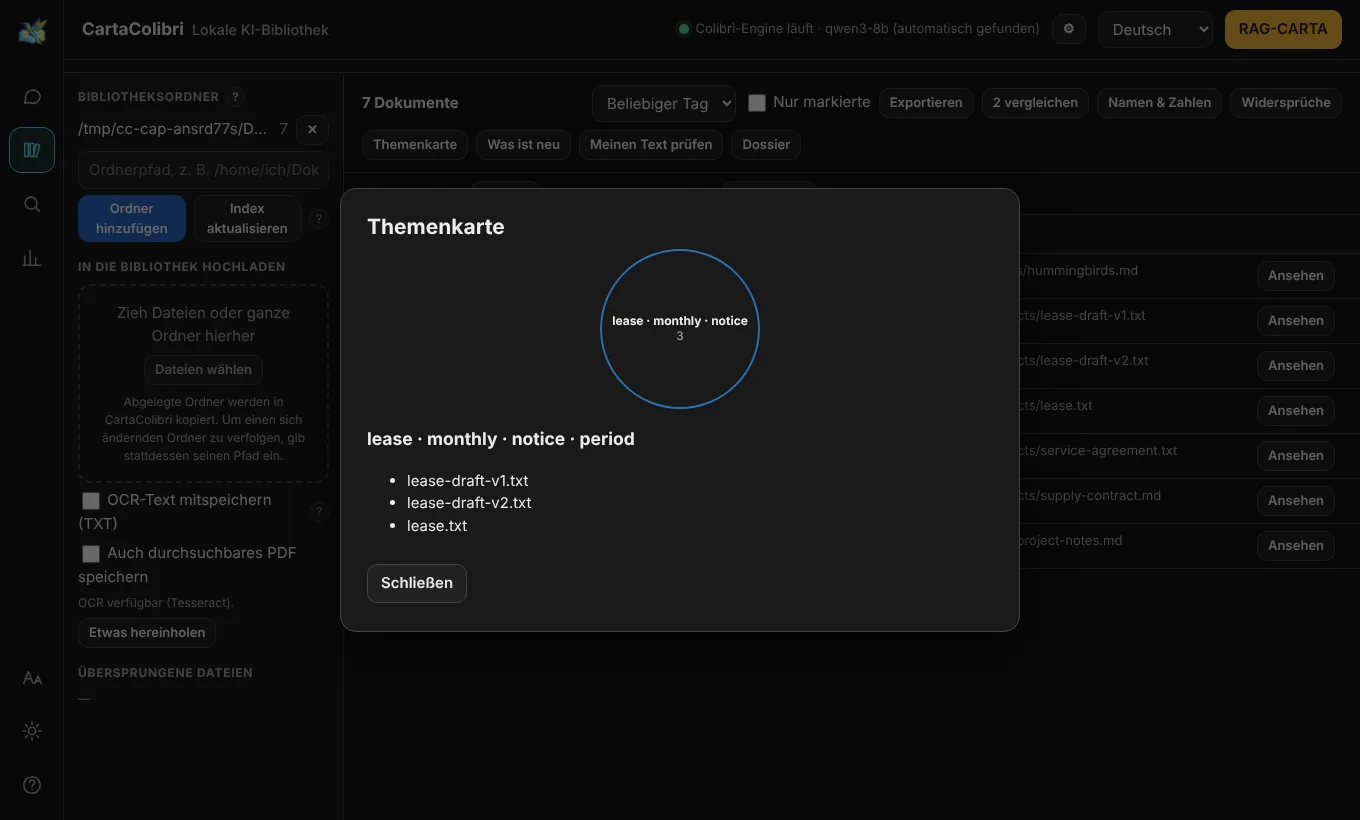 CartaColibri Lokale KI-Bibliothek
Colibri-Engine läuft · qwen3-8b (automatisch gefunden)
Deutsch
RAG-CARTA
BIBLIOTHEKSORDNER ?
/tmp/cc-cap-ansrd77s/D... 7 ×
Ordnerpfad, z. B. /home/ich/Dok
Ordner hinzufügen
Index aktualisieren
?
IN DIE BIBLIOTHEK HOCHLADEN
Zieh Dateien oder ganze
Ordner hierher
Dateien wählen
Abgelegte Ordner werden in
CartaColibri kopiert. Um einen sich
ändernden Ordner zu verfolgen, gib
stattdessen seinen Pfad ein.
OCR-Text mitspeichern
(TXT)
?
Auch durchsuchbares PDF
speichern
OCR verfügbar (Tesseract).
Etwas hereinholen
ÜBERSPRUNGENE DATEIEN
—
7 Dokumente
Beliebiger Tag
Nur markierte
Exportieren
2 vergleichen
Namen & Zahlen
Widersprüche
Themenkarte
Was ist neu
Meinen Text prüfen
Dossier
Themenkarte
lease · monthly · notice
3
lease · monthly · notice · period
• lease-draft-v1.txt
• lease-draft-v2.txt
• lease.txt
Schließen
s/hummingbirds.md Ansehen
cts/lease-draft-v1.txt Ansehen
cts/lease-draft-v2.txt Ansehen
cts/lease.txt Ansehen
cts/service-agreement.txt Ansehen
cts/supply-contract.md Ansehen
project-notes.md Ansehen
AA
?